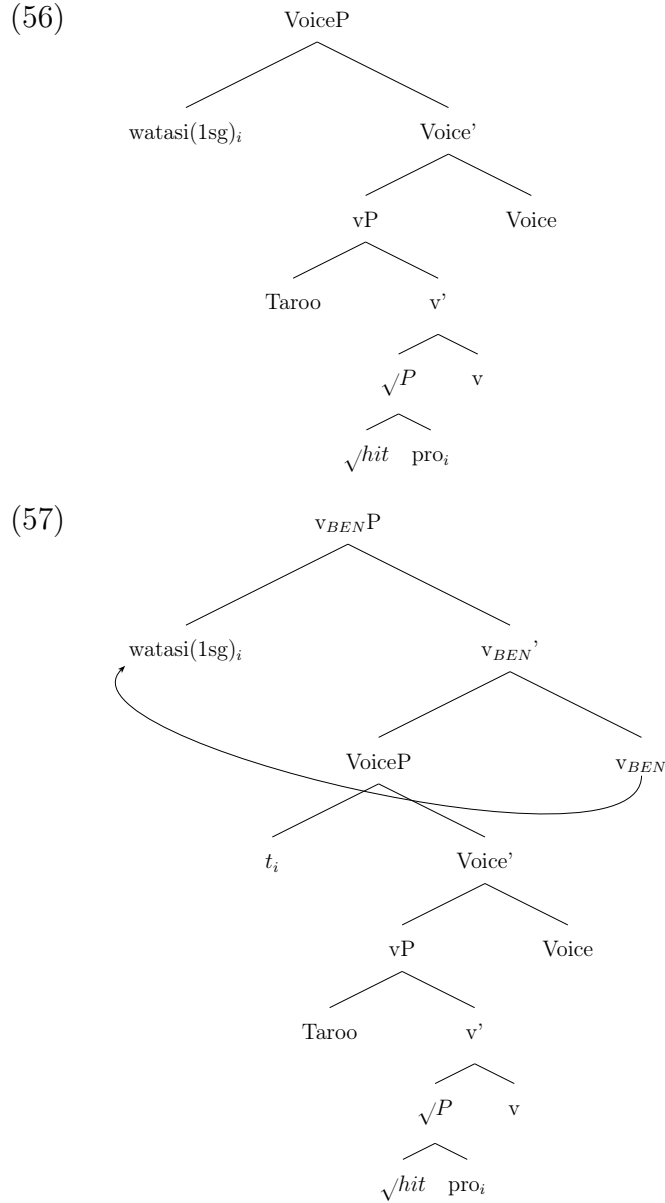 (56)
VoiceP
watasi(1sg)i Voice’
vP Voice
Taroo v’
√P v
√hit proi
(57)
vBENP
watasi(1sg)i vBEN’
VoiceP vBEN
ti Voice’
vP Voice
Taroo v’
√P v
√hit proi